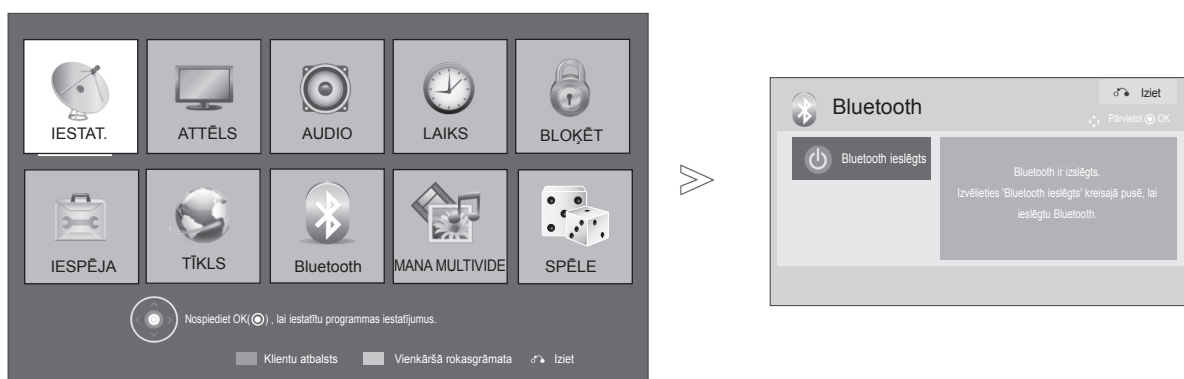 IESTAT.
ATTĒLS
AUDIO
LAIKS
BLOĶĒT
IESPĒJA
TĪKLS
Bluetooth
MANA MULTIVIDE
SPĒLE
Nospiediet OK( ) , lai iestatītu programmas iestatījumus.
Klientu atbalsts Vienkāršā rokasgrāmata Iziet
Bluetooth
Iziet
Pārvietot OK
Bluetooth ieslēgts
Bluetooth ir izslēgts.
Izvēlieties 'Bluetooth ieslēgts' kreisajā pusē, lai
ieslēgtu Bluetooth.